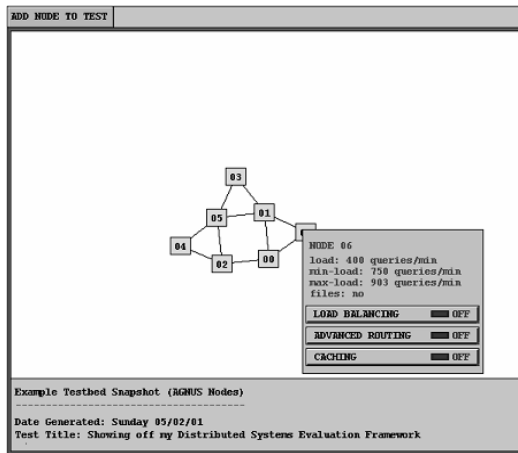 ADD NODE TO TEST
03
01
05
04
00
02
NODE 06
load: 400 queries/min
min-load: 750 queries/min
max-load: 903 queries/min
files: no
LOAD BALANCING OFF
ADVANCED ROUTING OFF
CACHING OFF
Example Testbed Snapshot (AGNUS Nodes)
--------------------------------------
Date Generated: Sunday 05/02/01
Test Title: Showing off my Distributed Systems Evaluation Framework